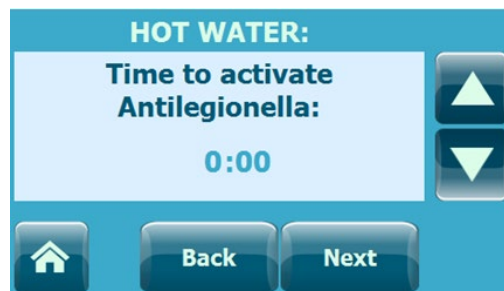 HOT WATER:
Time to activate
Antilegionella:
0:00
Back Next